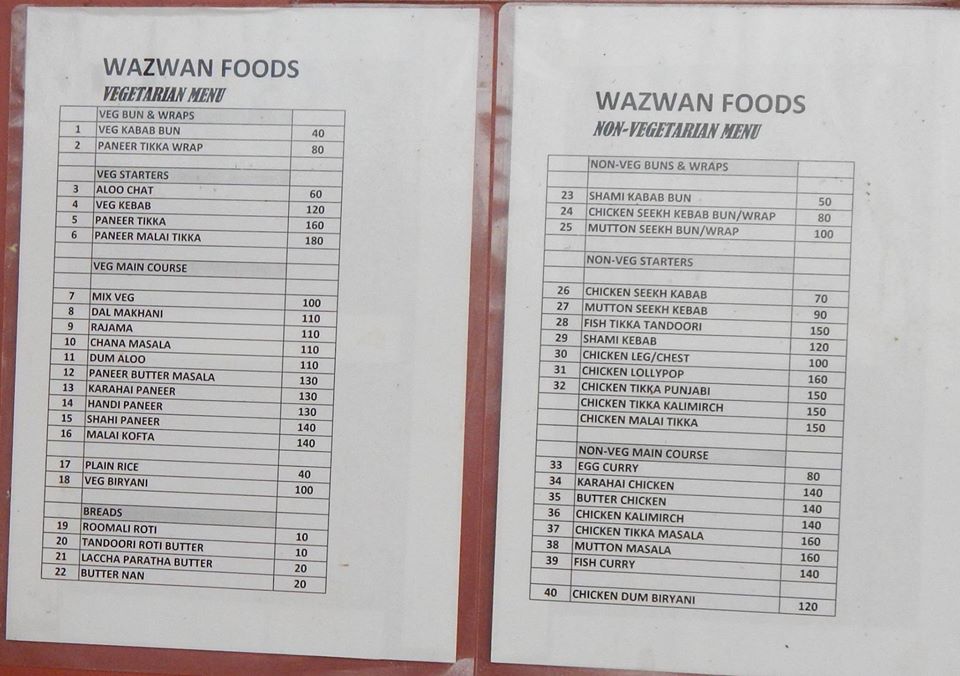 WAZWAN FOODS
VEGETARIAN MENU
VEG BUN & WRAPS
1 VEG KABAB BUN 40
2 PANEER TIKKA WRAP 80
VEG STARTERS
3 ALOO CHAT 60
4 VEG KEBAB 120
5 PANEER TIKKA 160
6 PANEER MALAI TIKKA 180
VEG MAIN COURSE
7 MIX VEG 100
8 DAL MAKHANI 110
9 RAJAMA 110
10 CHANA MASALA 110
11 DUM ALOO 110
12 PANEER BUTTER MASALA 130
13 KARAHAI PANEER 130
14 HANDI PANEER 130
15 SHAHI PANEER 140
16 MALAI KOFTA 140
17 PLAIN RICE 40
18 VEG BIRYANI 100
BREADS
19 ROOMALI ROTI 10
20 TANDOORI ROTI BUTTER 10
21 LACCHA PARATHA BUTTER 20
22 BUTTER NAN 20
WAZWAN FOODS
NON-VEGETARIAN MENU
NON-VEG BUNS & WRAPS
23 SHAMI KABAB BUN 50
24 CHICKEN SEEKH KEBAB BUN/WRAP 80
25 MUTTON SEEKH BUN/WRAP 100
NON-VEG STARTERS
26 CHICKEN SEEKH KABAB 70
27 MUTTON SEEKH KEBAB 90
28 FISH TIKKA TANDOORI 150
29 SHAMI KEBAB 120
30 CHICKEN LEG/CHEST 100
31 CHICKEN LOLLYPOP 160
32 CHICKEN TIKKA PUNJABI 150
CHICKEN TIKKA KALIMIRCH 150
CHICKEN MALAI TIKKA 150
NON-VEG MAIN COURSE
33 EGG CURRY 80
34 KARAHAI CHICKEN 140
35 BUTTER CHICKEN 140
36 CHICKEN KALIMIRCH 140
37 CHICKEN TIKKA MASALA 160
38 MUTTON MASALA 160
39 FISH CURRY 140
40 CHICKEN DUM BIRYANI 120